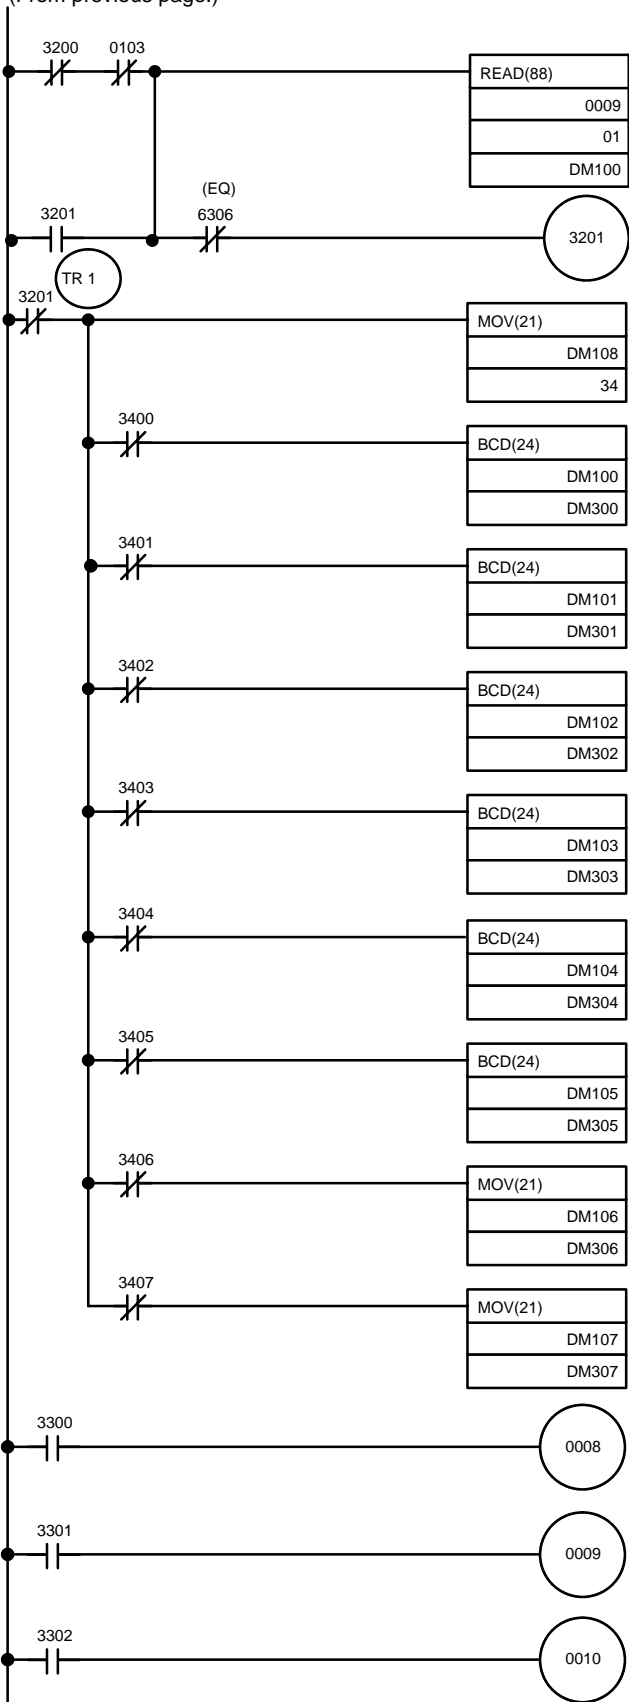 (From previous page.)
3200 0103
READ(88)
0009
01
DM100
(EQ)
3201 6306
3201
TR 1
3201
MOV(21)
DM108
34
3400
BCD(24)
DM100
DM300
3401
BCD(24)
DM101
DM301
3402
BCD(24)
DM102
DM302
3403
BCD(24)
DM103
DM303
3404
BCD(24)
DM104
DM304
3405
BCD(24)
DM105
DM305
3406
MOV(21)
DM106
DM306
3407
MOV(21)
DM107
DM307
3300
0008
3301
0009
3302
0010